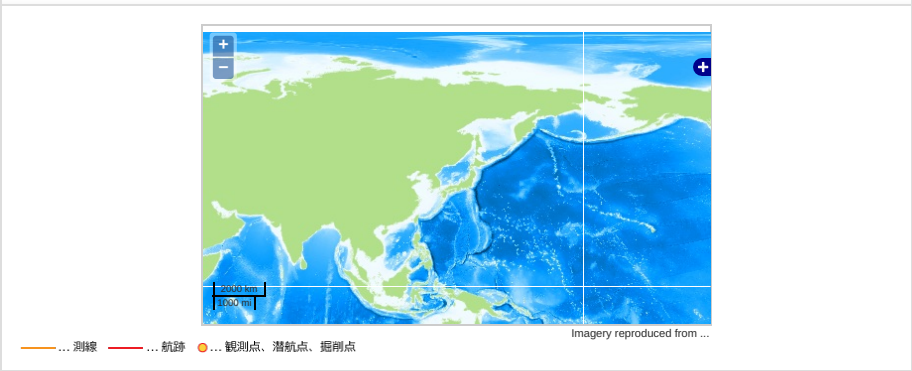 +
−
+
2000 km
1000 mi
Imagery reproduced from ...
... 測線 ... 航跡 ... 観測点、潜航点、掘削点